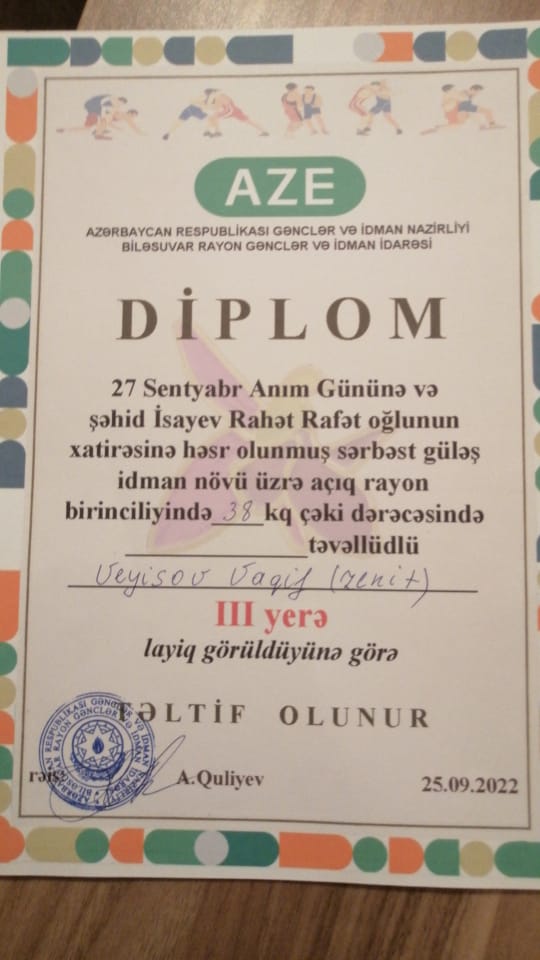 AZE
AZƏRBAYCAN RESPUBLİKASI GƏNCLƏR VƏ İDMAN NAZİRLİYİ
BİLƏSUVAR RAYON GƏNCLƏR VƏ İDMAN İDARƏSİ
DİPLOM
27 Sentyabr Anım Gününə və
şəhid İsayev Rahət Rafət oğlunun
xatirəsinə həsr olunmuş sərbəst güləş
idman növü üzrə açıq rayon
birinciliyində 38 kq çəki dərəcəsində
təvəllüdlü
Veyisov Vaqif (zenit)
III yerə
layiq görüldüyünə görə
TƏLTİF OLUNUR
rəis A.Quliyev 25.09.2022